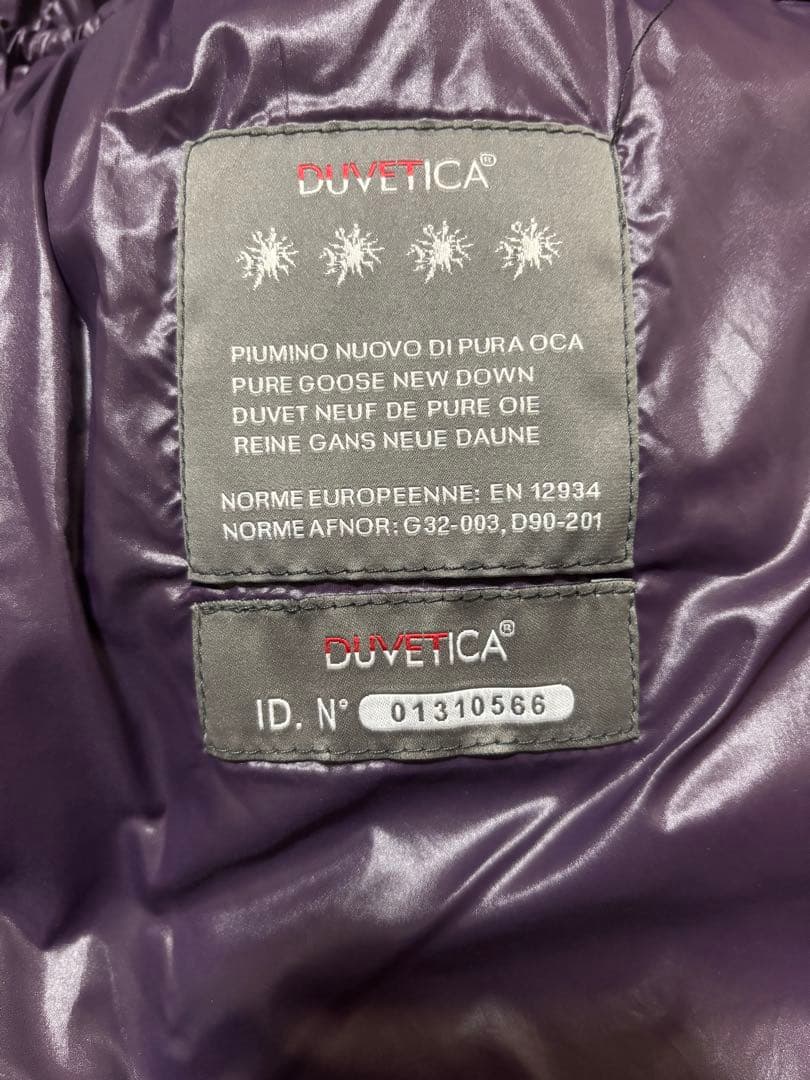 DUVETICA®
PIUMINO NUOVO DI PURA OCA
PURE GOOSE NEW DOWN
DUVET NEUF DE PURE OIE
REINE GANS NEUE DAUNE
NORME EUROPEENNE: EN 12934
NORME AFNOR: G32-003, D90-201
DUVETICA®
ID. N° 01310566